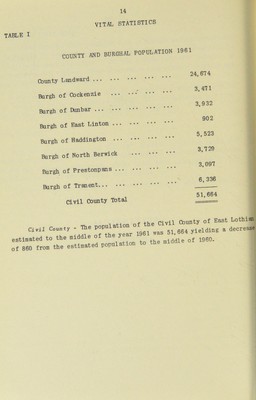 14
VITAL STATISTICS
TABLE I
COUNTY AND BURGHAL POPULATION 1961
County Landward ... ... ... ... ... 24,674
Burgh of Cockennie ... ... ... ... 3,471
Burgh of Dunbar ... ... ... ... ... 3,932
Burgh of East Linton ... ... ... ... 902
Burgh of Haddington ... ... ... ... 5,523
Burgh of North Berwick ... ... ... 3,729
Burgh of Prestonpans ... ... ... ... 3,097
Burgh of Tranent... ... ... ... ... 6,336
Civil County Total 51,664
Civil County - The population of the Civil County of East Lothian
estimated to the middle of the year 1961 was 51,664 yielding a decrease
of 860 from the estimated population to the middle of 1960.